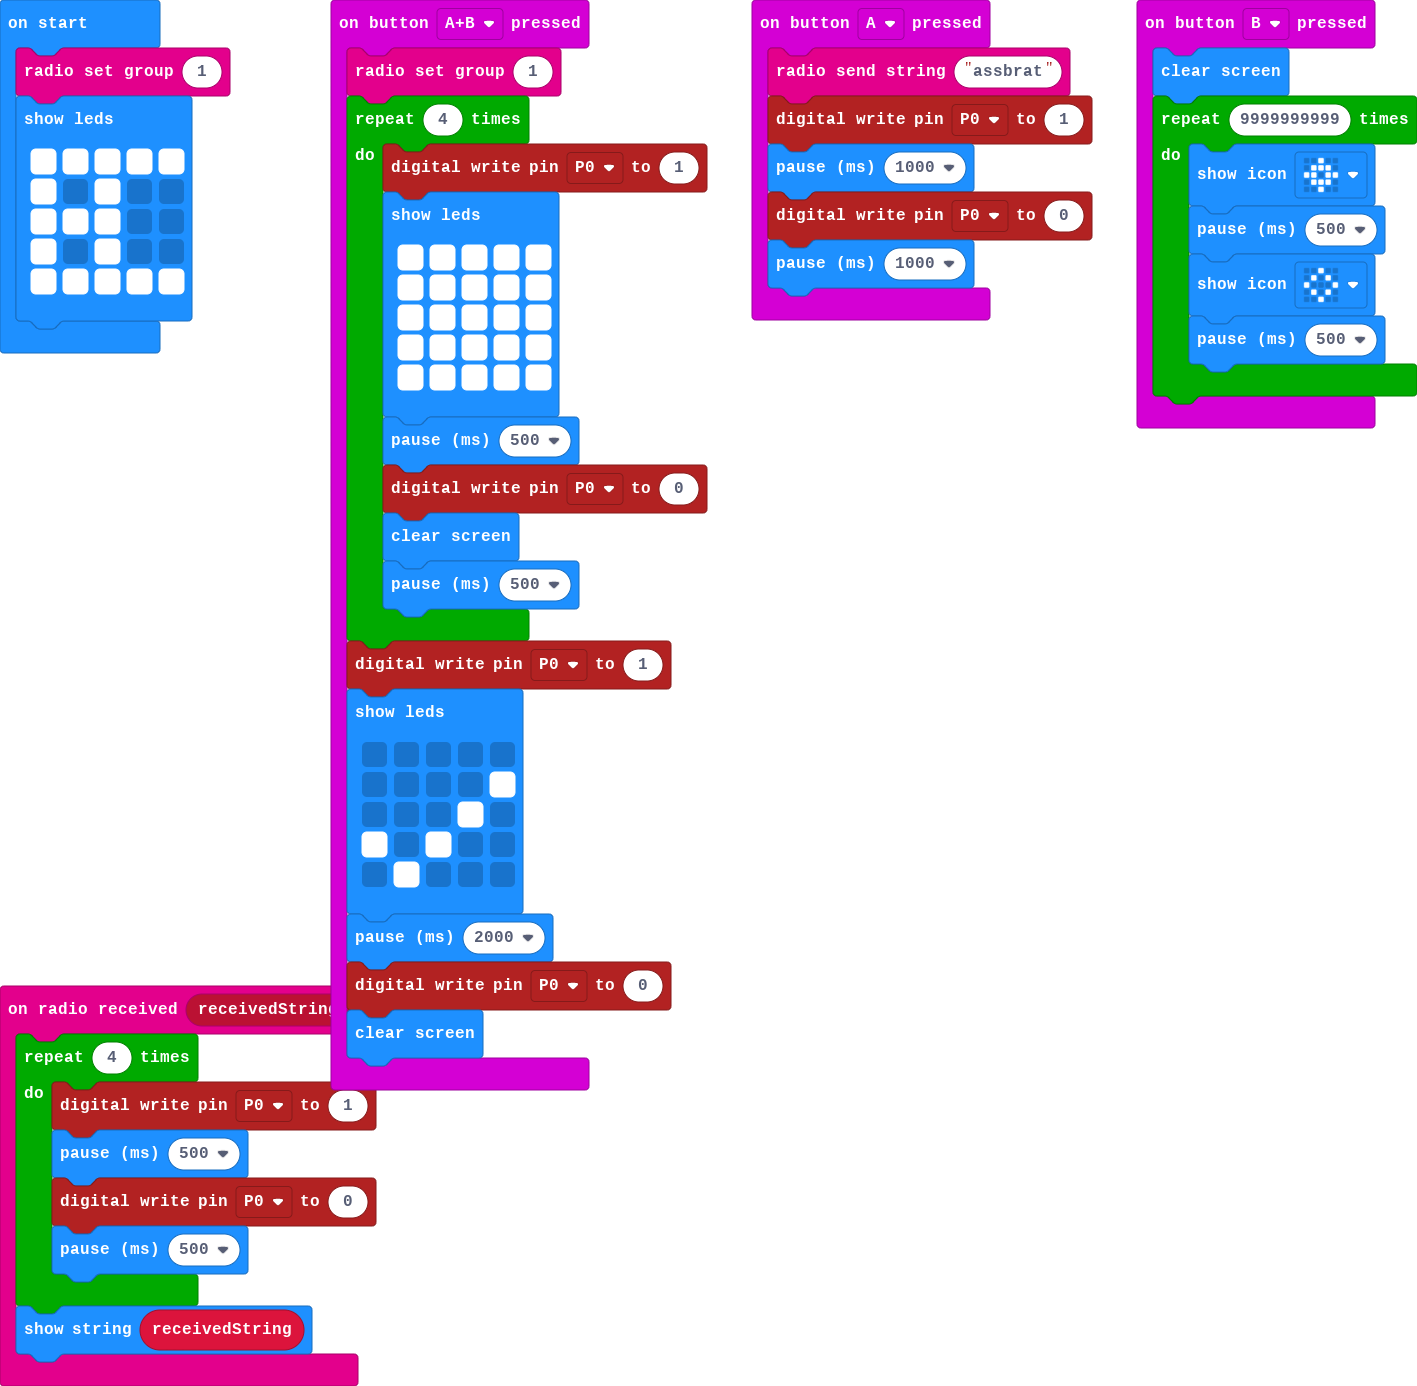 on start
radio set group 1
show leds
on button A+B pressed
radio set group 1
repeat 4 times
do
digital write pin P0 to 1
show leds
pause (ms) 500
digital write pin P0 to 0
clear screen
pause (ms) 500
digital write pin P0 to 1
show leds
pause (ms) 2000
digital write pin P0 to 0
clear screen
on button A pressed
radio send string "assbrat"
digital write pin P0 to 1
pause (ms) 1000
digital write pin P0 to 0
pause (ms) 1000
on button B pressed
clear screen
repeat 9999999999 times
do
show icon
pause (ms) 500
show icon
pause (ms) 500
on radio received receivedString
repeat 4 times
do
digital write pin P0 to 1
pause (ms) 500
digital write pin P0 to 0
pause (ms) 500
show string receivedString